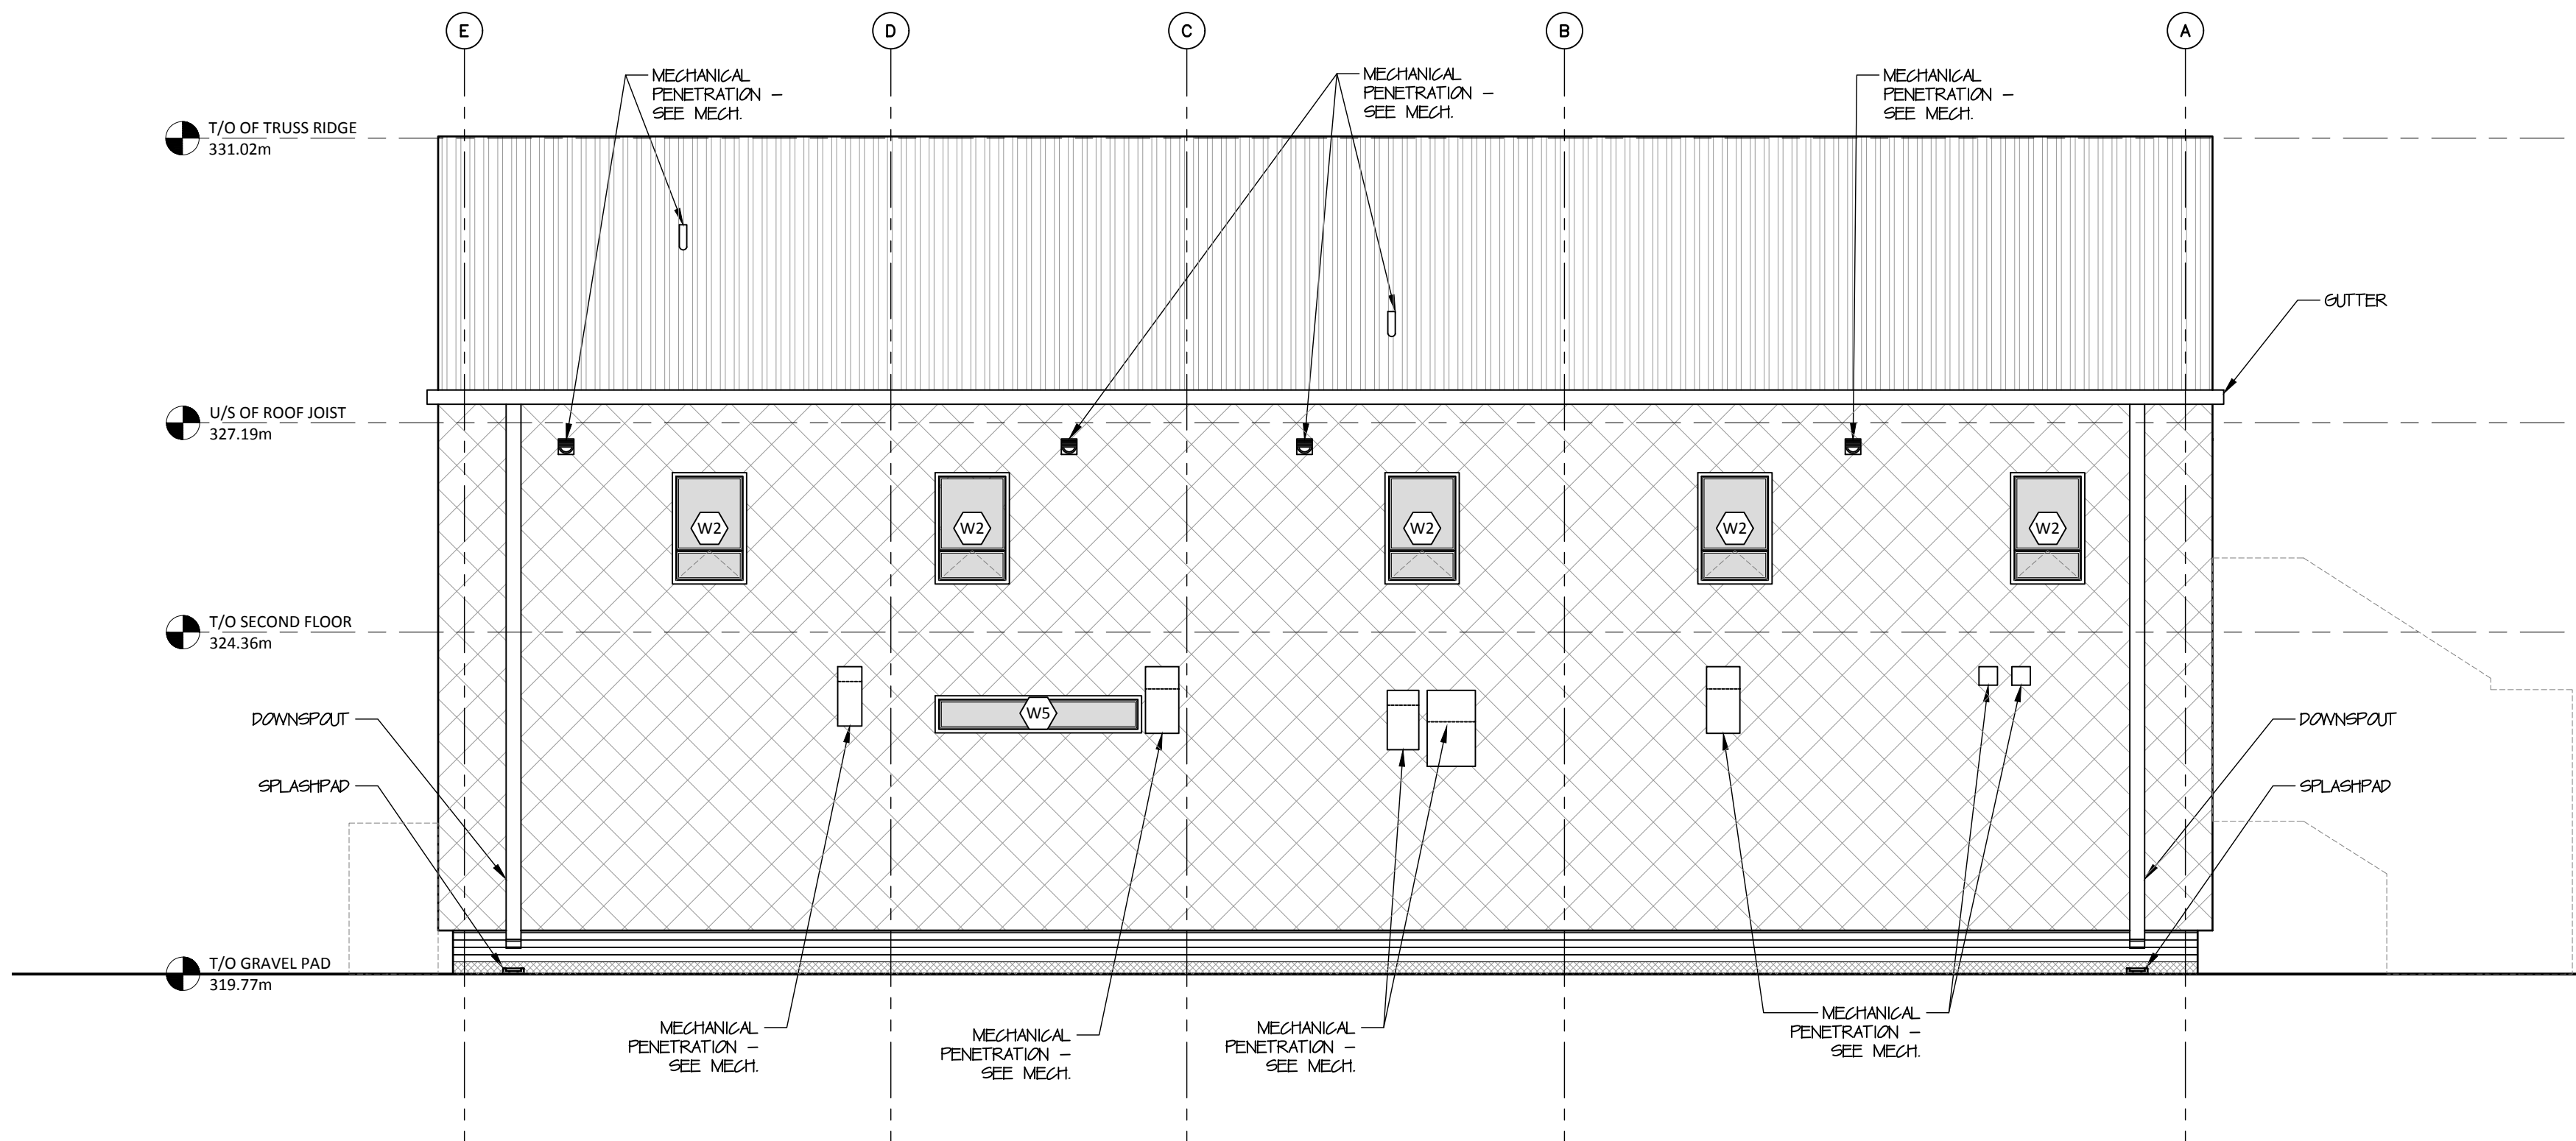 E
D
C
B
A
MECHANICAL
PENETRATION –
SEE MECH.
MECHANICAL
PENETRATION –
SEE MECH.
MECHANICAL
PENETRATION –
SEE MECH.
T/O OF TRUSS RIDGE
331.02m
GUTTER
U/S OF ROOF JOIST
327.19m
W2
W2
W2
W2
W2
T/O SECOND FLOOR
324.36m
W5
DOWNSPOUT
DOWNSPOUT
SPLASHPAD
SPLASHPAD
T/O GRAVEL PAD
319.77m
MECHANICAL
PENETRATION –
SEE MECH.
MECHANICAL
PENETRATION –
SEE MECH.
MECHANICAL
PENETRATION –
SEE MECH.
MECHANICAL
PENETRATION –
SEE MECH.